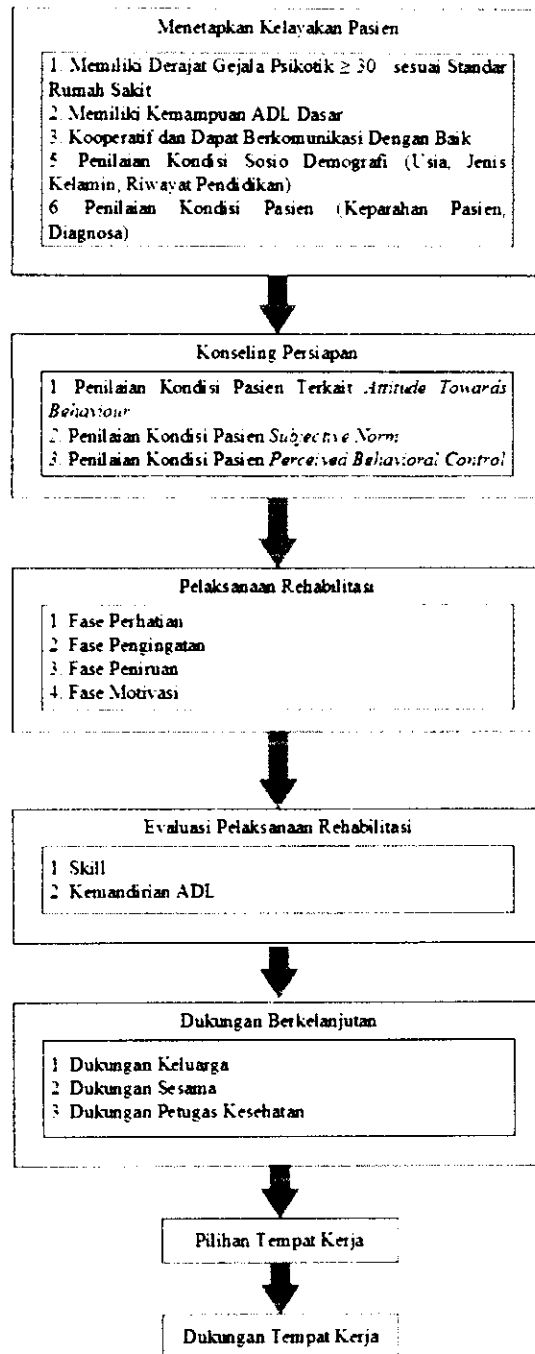 Menetapkan Kelayakan Pasien
1. Memiliki Derajat Gejala Psikotik ≥ 30 sesuai Standar
Rumah Sakit
2. Memiliki Kemampuan ADL Dasar
3. Kooperatif dan Dapat Berkomunikasi Dengan Baik
5 Penilaian Kondisi Sosio Demografi (Usia, Jenis
Kelamin, Riwayat Pendidikan)
6 Penilaian Kondisi Pasien (Keparahan Pasien,
Diagnosa)
Konseling Persiapan
1 Penilaian Kondisi Pasien Terkait Attitude Towards
Behaviour
2. Penilaian Kondisi Pasien Subjective Norm
3. Penilaian Kondisi Pasien Perceived Behavioral Control
Pelaksanaan Rehabilitasi
1 Fase Perhatian
2 Fase Pengingatan
3. Fase Peniruan
4. Fase Motivasi
Evaluasi Pelaksanaan Rehabilitasi
1 Skill
2 Kemandirian ADL
Dukungan Berkelanjutan
1 Dukungan Keluarga
2 Dukungan Sesama
3 Dukungan Petugas Kesehatan
Pilihan Tempat Kerja
Dukungan Tempat Kerja